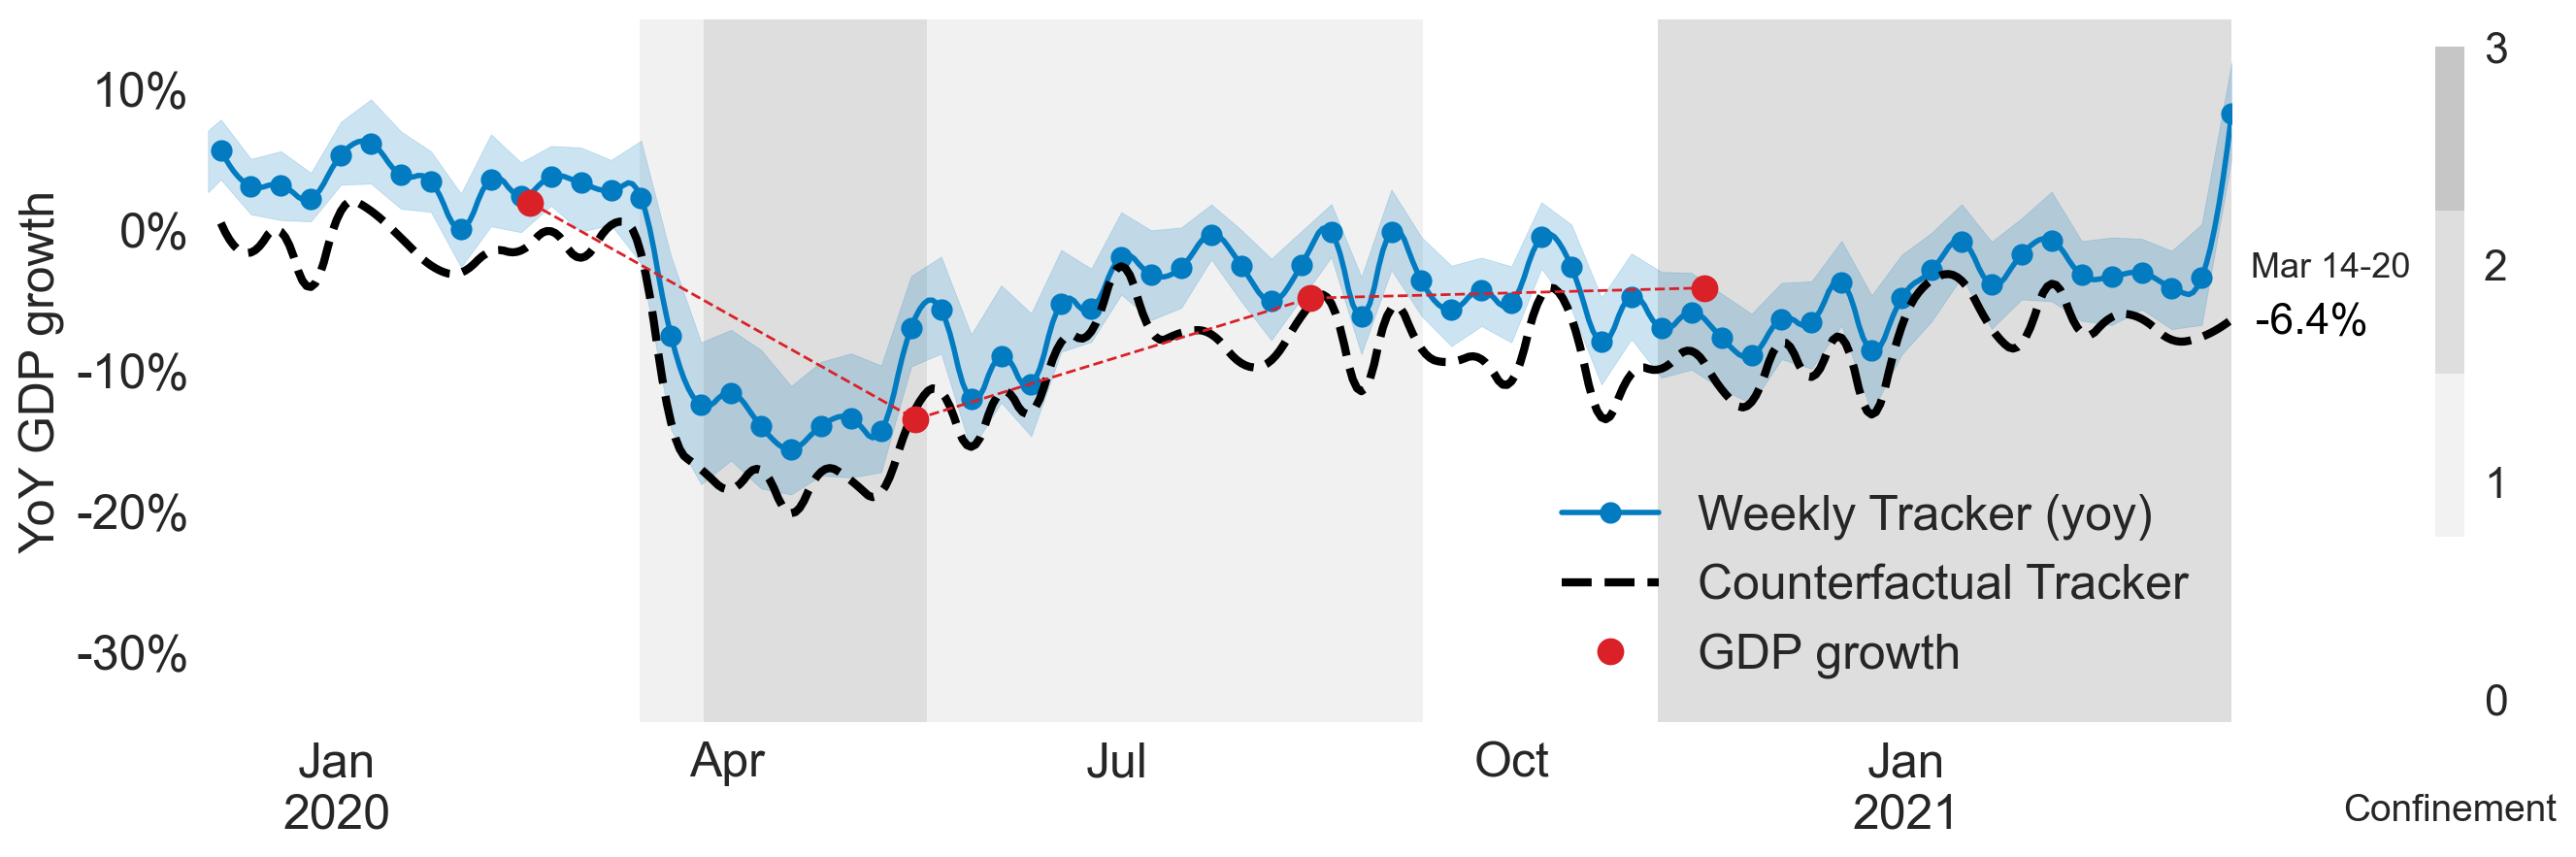 YoY GDP growth
10%
0%
-10%
-20%
-30%
Jan
2020
Apr
Jul
Oct
Jan
2021
Weekly Tracker (yoy)
Counterfactual Tracker
GDP growth
Mar 14-20
-6.4%
3
2
1
0
Confinement